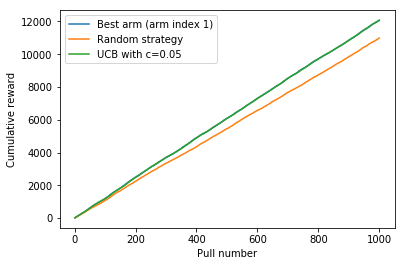 Best arm (arm index 1)
Random strategy
UCB with c=0.05
Cumulative reward
12000
10000
8000
6000
4000
2000
0
0 200 400 600 800 1000
Pull number